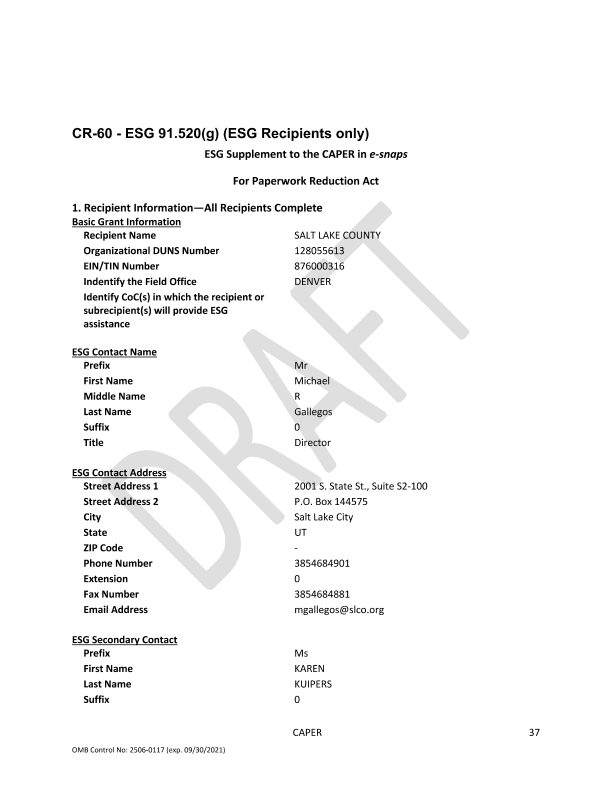 CR-60 - ESG 91.520(g) (ESG Recipients only)
ESG Supplement to the CAPER in e-snaps
For Paperwork Reduction Act
1. Recipient Information—All Recipients Complete
Basic Grant Information
Recipient Name SALT LAKE COUNTY
Organizational DUNS Number 128055613
EIN/TIN Number 876000316
Indentify the Field Office DENVER
Identify CoC(s) in which the recipient or
subrecipient(s) will provide ESG
assistance
ESG Contact Name
Prefix Mr
First Name Michael
Middle Name R
Last Name Gallegos
Suffix 0
Title Director
ESG Contact Address
Street Address 1 2001 S. State St., Suite S2-100
Street Address 2 P.O. Box 144575
City Salt Lake City
State UT
ZIP Code -
Phone Number 3854684901
Extension 0
Fax Number 3854684881
Email Address mgallegos@slco.org
ESG Secondary Contact
Prefix Ms
First Name KAREN
Last Name KUIPERS
Suffix 0
CAPER 37
OMB Control No: 2506-0117 (exp. 09/30/2021)
DRAFT